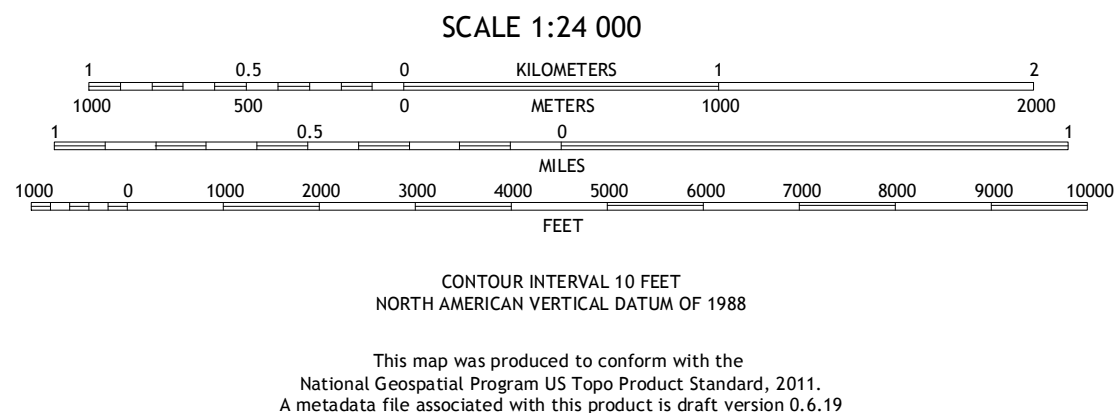 SCALE 1:24 000
1 0.5 0 KILOMETERS 1 2
1000 500 0 METERS 1000 2000
1 0.5 0 1
MILES
1000 0 1000 2000 3000 4000 5000 6000 7000 8000 9000 10000
FEET
CONTOUR INTERVAL 10 FEET
NORTH AMERICAN VERTICAL DATUM OF 1988
This map was produced to conform with the
National Geospatial Program US Topo Product Standard, 2011.
A metadata file associated with this product is draft version 0.6.19